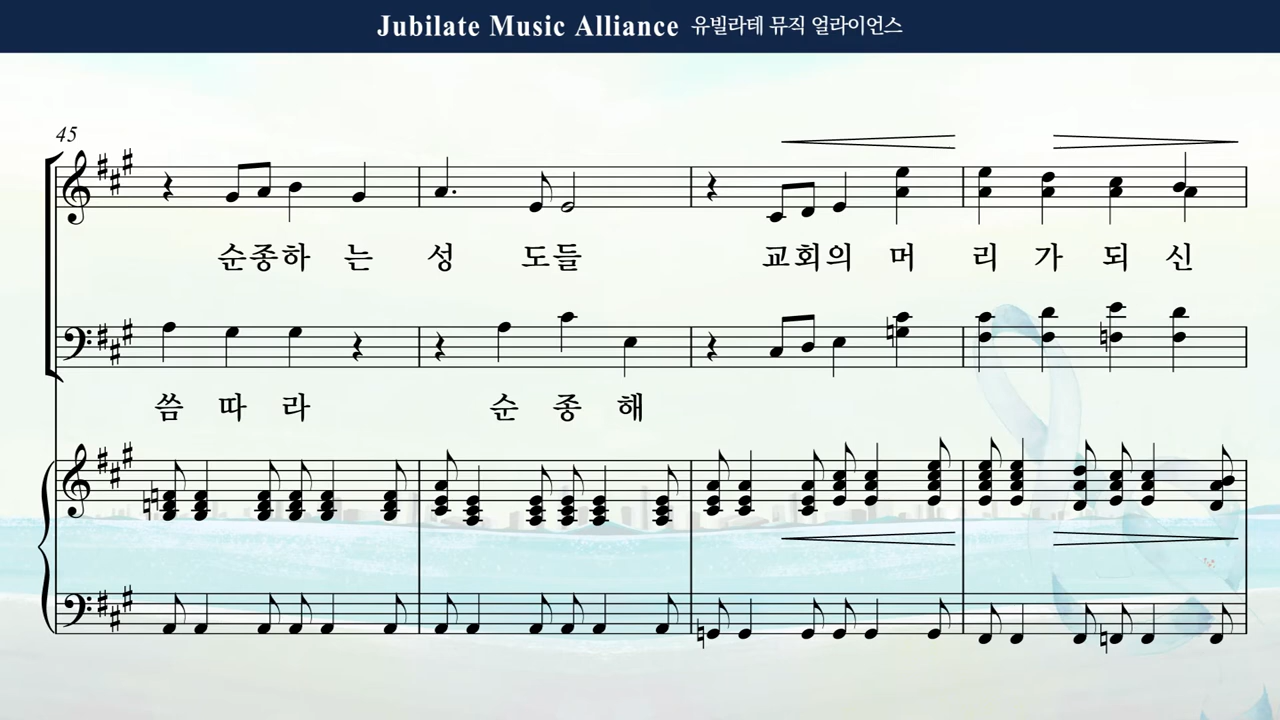 Jubilate Music Alliance 유빌라테 뮤직 얼라이언스
45
순종하 는 성 도들 교회의 머 리 가 되 신
씀 따 라 순 종 해